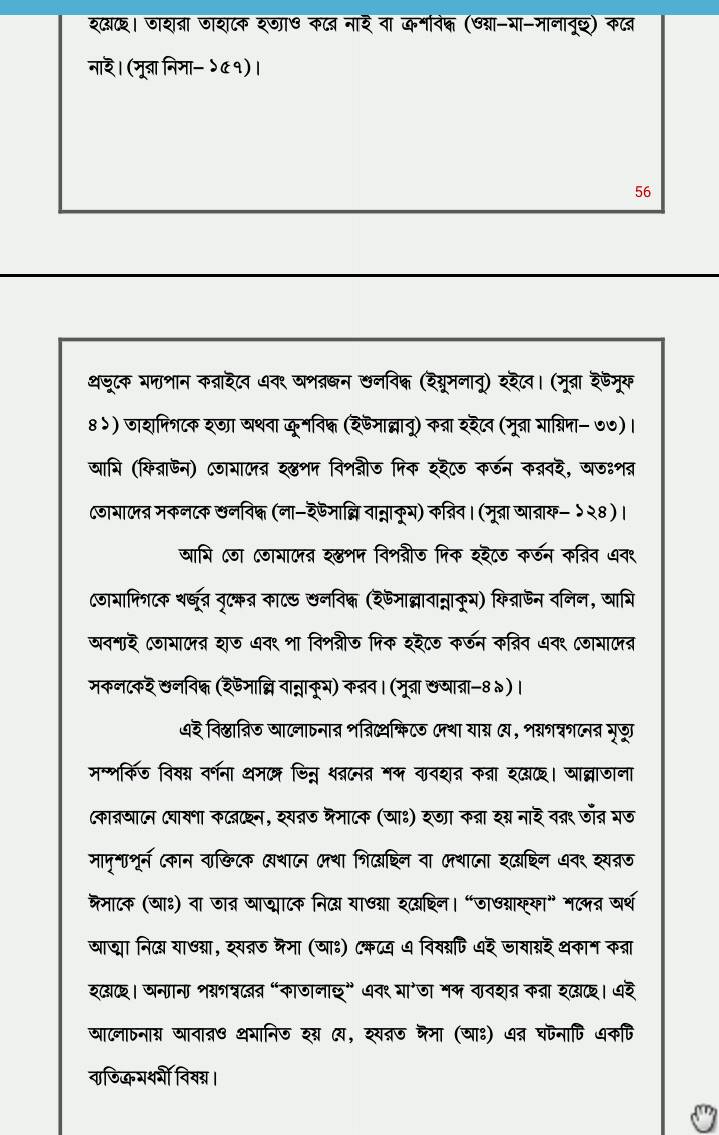 হয়েছে। তাহারা তাহাকে হত্যাও করে নাই বা ক্রশবিদ্ধ (ওয়া–মা–সালাবুহু) করে
নাই। (সুরা নিসা– ১৫৭)।
56
প্রভুকে মদ্যপান করাইবে এবং অপরজন শুলবিদ্ধ (ইয়ুসলাবু) হইবে। (সুরা ইউসুফ
৪১) তাহাদিগকে হত্যা অথবা ক্রুশবিদ্ধ (ইউসাল্লাবু) করা হইবে (সুরা মায়িদা– ৩৩)।
আমি (ফিরাউন) তোমাদের হস্তপদ বিপরীত দিক হইতে কর্তন করবই, অতঃপর
তোমাদের সকলকে শুলবিদ্ধ (লা–ইউসাল্লি বান্নাকুম) করিব। (সুরা আরাফ– ১২৪)।
আমি তো তোমাদের হস্তপদ বিপরীত দিক হইতে কর্তন করিব এবং
তোমাদিগকে খর্জুর বৃক্ষের কান্ডে শুলবিদ্ধ (ইউসাল্লাবান্নাকুম) ফিরাউন বলিল, আমি
অবশ্যই তোমাদের হাত এবং পা বিপরীত দিক হইতে কর্তন করিব এবং তোমাদের
সকলকেই শুলবিদ্ধ (ইউসাল্লি বান্নাকুম) করব। (সুরা শুআরা–৪৯)।
এই বিস্তারিত আলোচনার পরিপ্রেক্ষিতে দেখা যায় যে, পয়গম্বগনের মৃত্যু
সম্পর্কিত বিষয় বর্ণনা প্রসঙ্গে ভিন্ন ধরনের শব্দ ব্যবহার করা হয়েছে। আল্লাতালা
কোরআনে ঘোষণা করেছেন, হযরত ঈসাকে (আঃ) হত্যা করা হয় নাই বরং তাঁর মত
সাদৃশ্যপূর্ন কোন ব্যক্তিকে যেখানে দেখা গিয়েছিল বা দেখানো হয়েছিল এবং হযরত
ঈসাকে (আঃ) বা তার আত্মাকে নিয়ে যাওয়া হয়েছিল। “তাওয়াফ্ফা” শব্দের অর্থ
আত্মা নিয়ে যাওয়া, হযরত ঈসা (আঃ) ক্ষেত্রে এ বিষয়টি এই ভাষায়ই প্রকাশ করা
হয়েছে। অন্যান্য পয়গম্বরের “কাতালাহু” এবং মা’তা শব্দ ব্যবহার করা হয়েছে। এই
আলোচনায় আবারও প্রমানিত হয় যে, হযরত ঈসা (আঃ) এর ঘটনাটি একটি
ব্যতিক্রমধর্মী বিষয়।